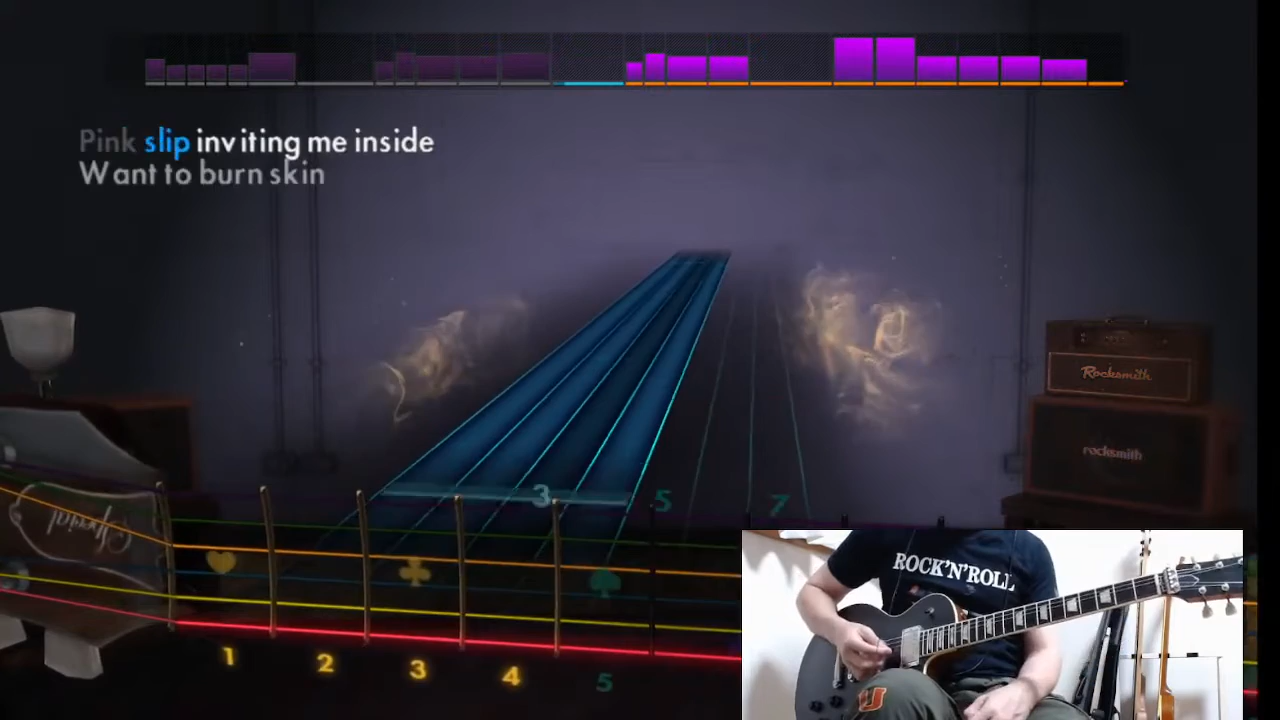 Pink slip inviting me inside
Want to burn skin
Rocksmith
rocksmith
3 5 7
ROCK'N'ROLL
1 2 3 4 5
U